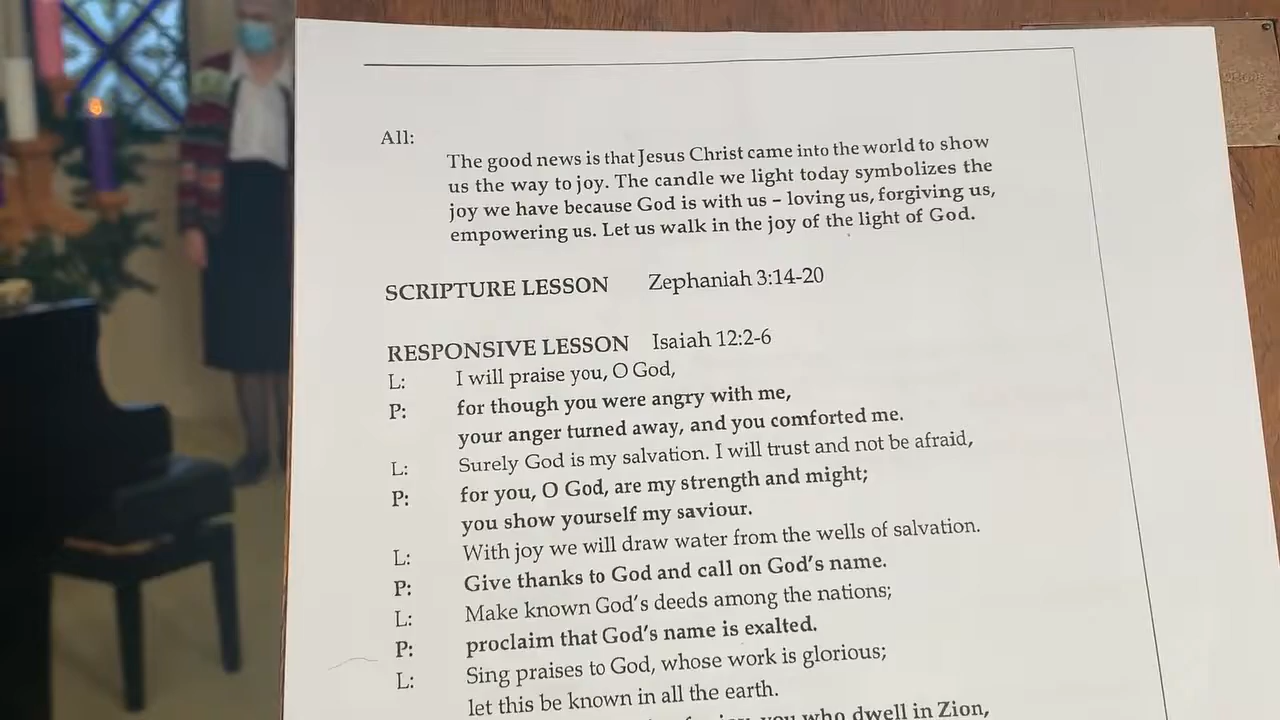 All:
The good news is that Jesus Christ came into the world to show
us the way to joy. The candle we light today symbolizes the
joy we have because God is with us – loving us, forgiving us,
empowering us. Let us walk in the joy of the light of God.
SCRIPTURE LESSON Zephaniah 3:14-20
RESPONSIVE LESSON Isaiah 12:2-6
L: I will praise you, O God,
P: for though you were angry with me,
your anger turned away, and you comforted me.
L: Surely God is my salvation. I will trust and not be afraid,
P: for you, O God, are my strength and might;
you show yourself my saviour.
L: With joy we will draw water from the wells of salvation.
P: Give thanks to God and call on God's name.
L: Make known God's deeds among the nations;
P: proclaim that God's name is exalted.
L: Sing praises to God, whose work is glorious;
let this be known in all the earth.
you who dwell in Zion,